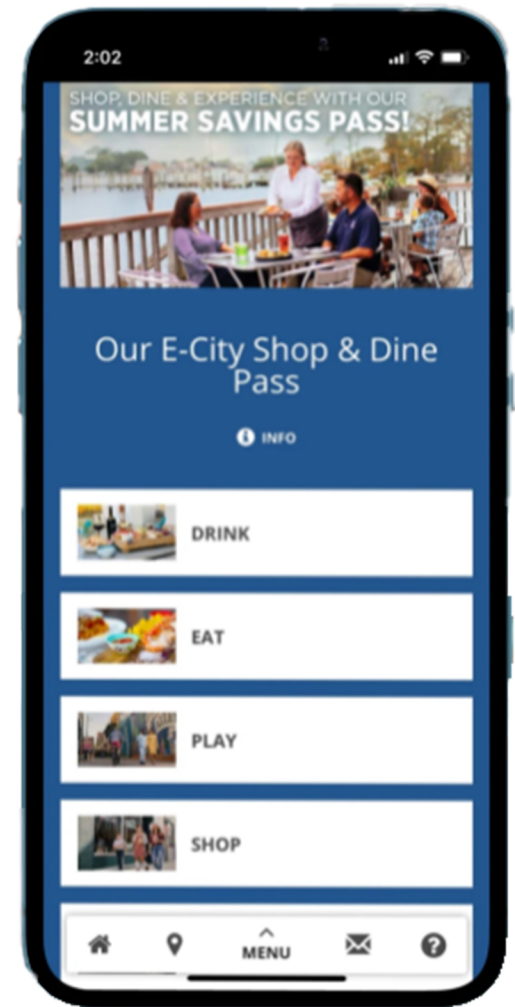 2:02
SHOP, DINE & EXPERIENCE WITH OUR
SUMMER SAVINGS PASS!
Our E-City Shop & Dine
Pass
INFO
DRINK
EAT
PLAY
SHOP
MENU